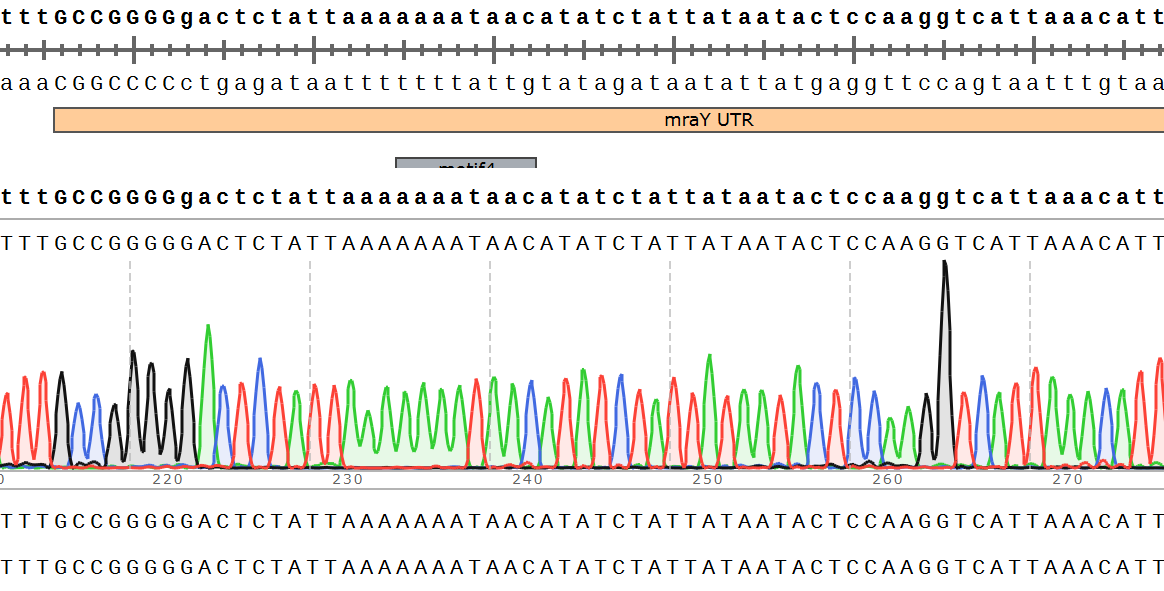 tttGCCGGGGgactctattaaaaaaataacatatctattataatactccaaggtcattaaacatt
aaaCGGCCCCctgagataatttttttattgtatagataatattatgaggttccagtaatttgtaa
mraY UTR
tttGCCGGGGgactctattaaaaaaataacatatctattataatactccaaggtcattaaacatt
TTTGCCGGGGGACTCTATTAAAAAAATAACATATCTATTATAATACTCCAAGGTCATTAAACATT
220 230 240 250 260 270
TTTGCCGGGGGACTCTATTAAAAAAATAACATATCTATTATAATACTCCAAGGTCATTAAACATT
TTTGCCGGGGGACTCTATTAAAAAAATAACATATCTATTATAATACTCCAAGGTCATTAAACATT